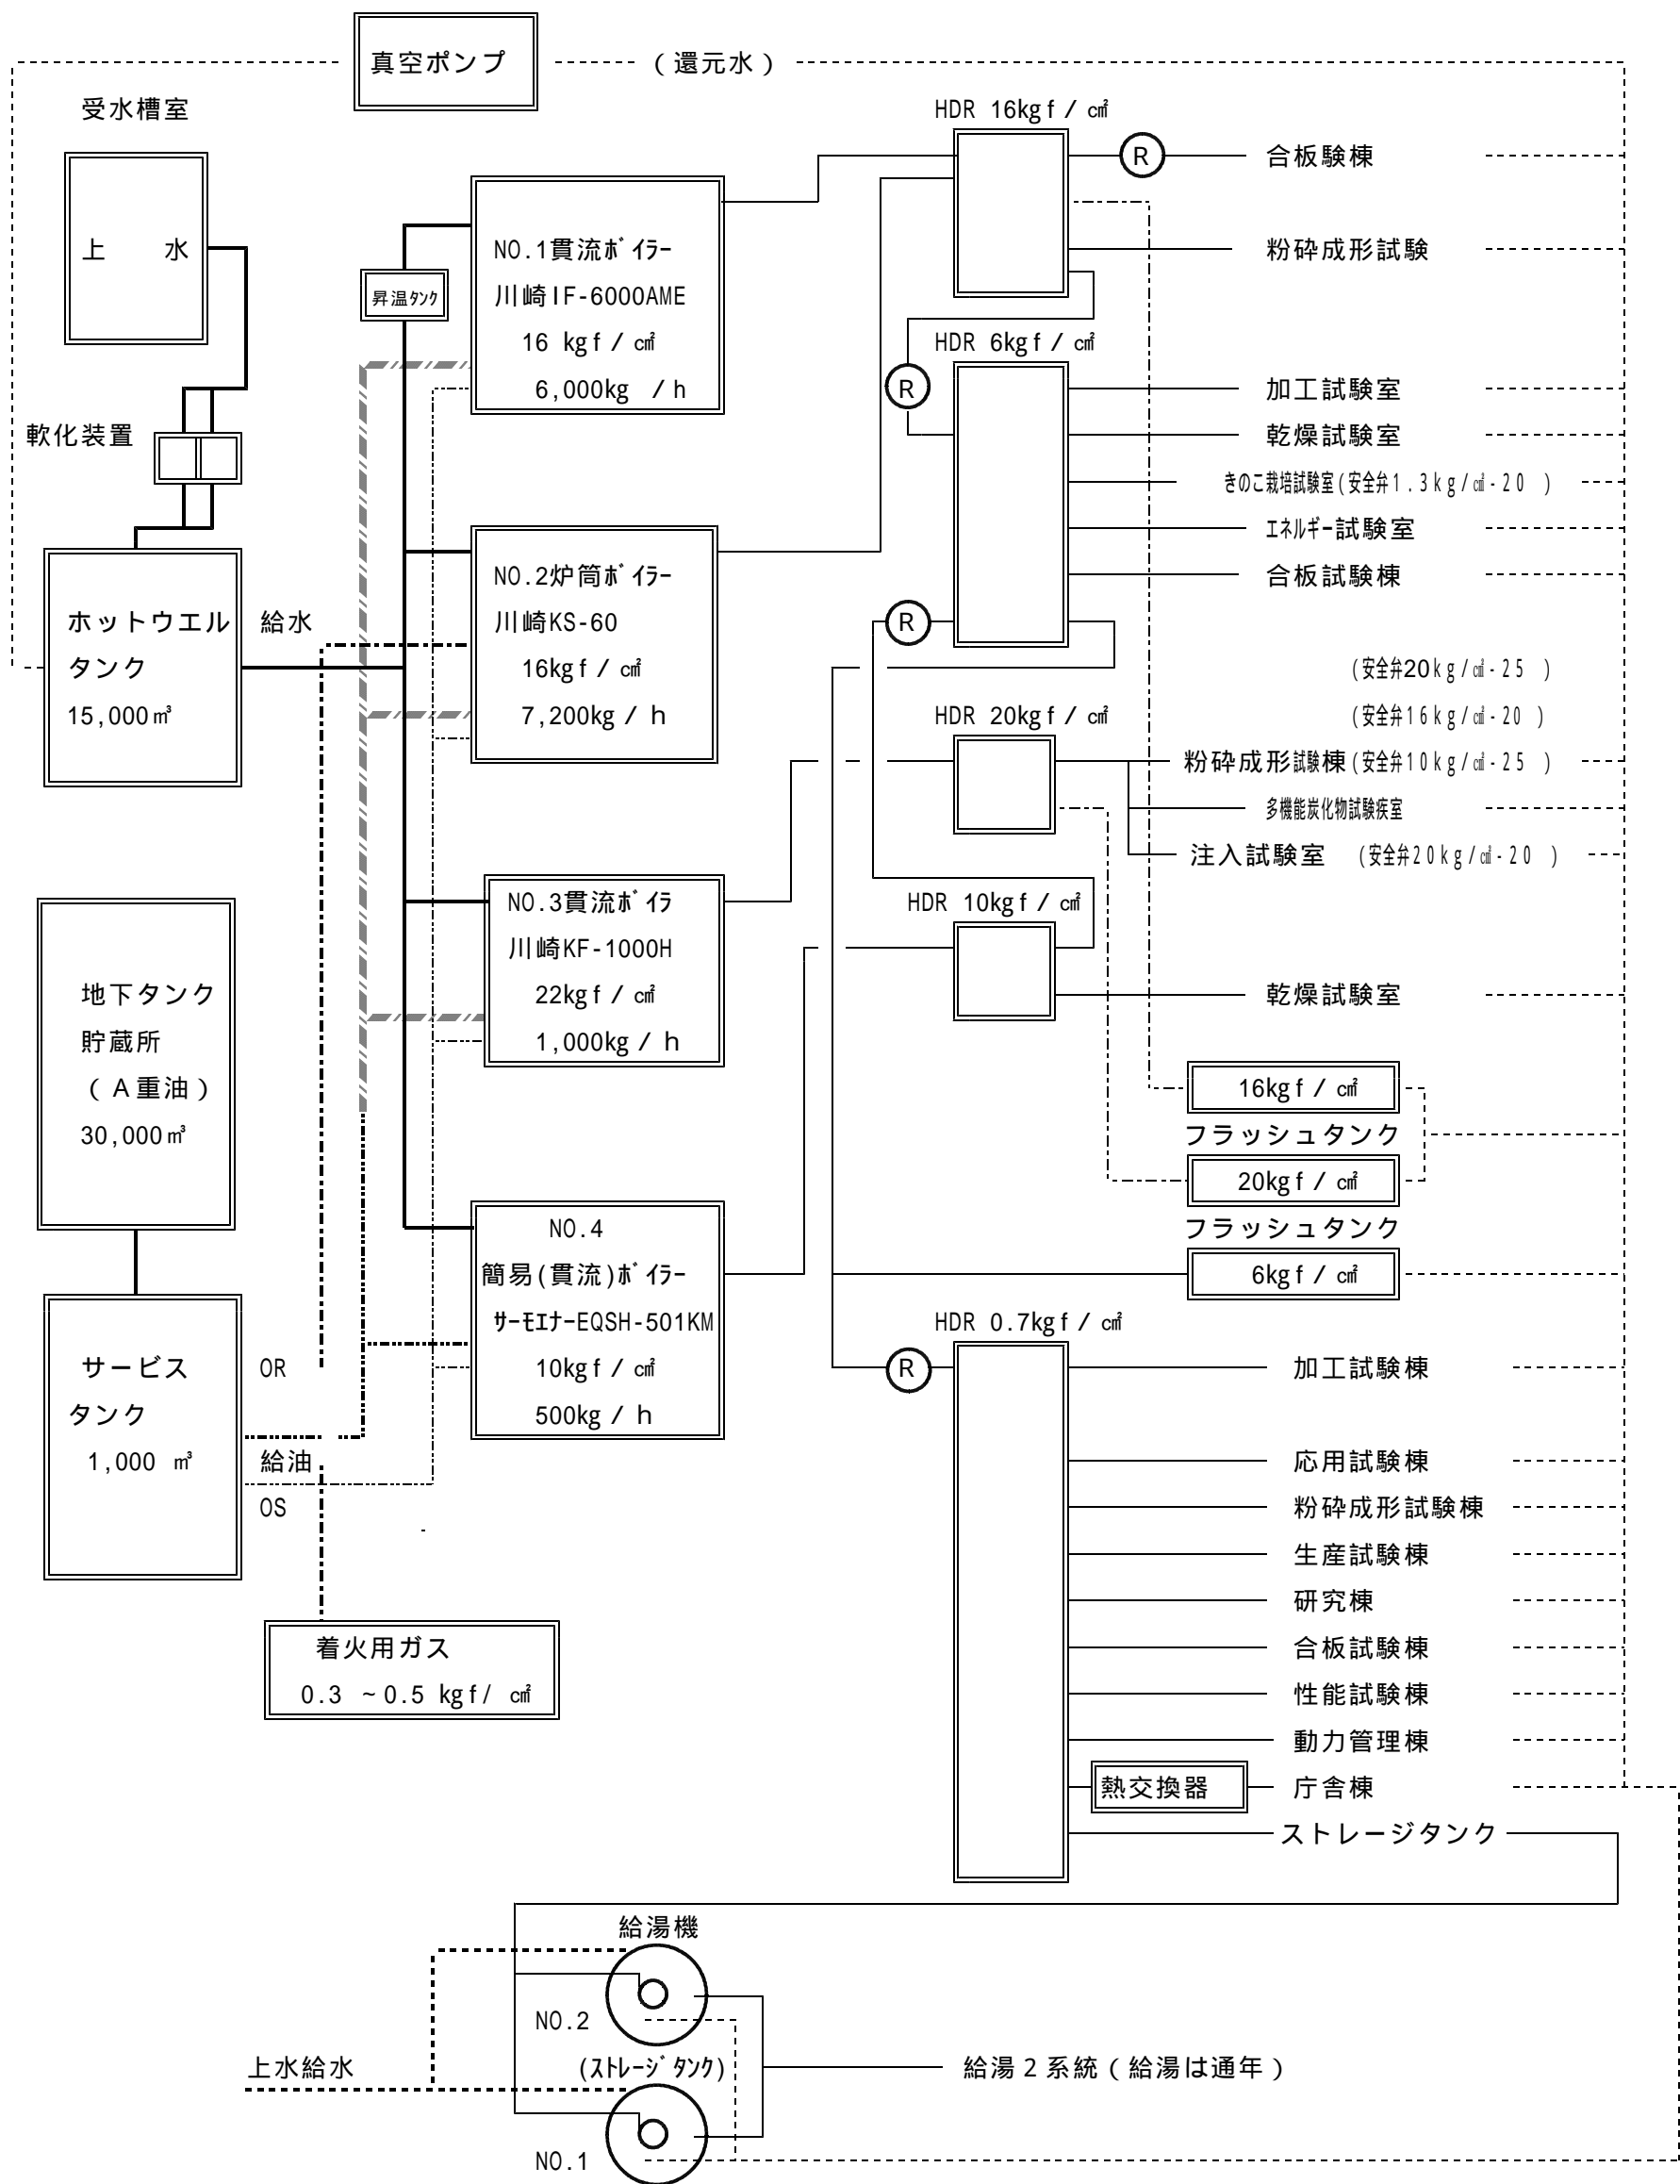 真空ポンプ
(還元水)
受水槽室
上 水
軟化装置
ホットウエル
タンク
15,000㎥
給水
昇温ﾀﾝｸ
地下タンク
貯蔵所
(A重油)
30,000㎥
サービス
タンク
1,000 ㎥
OR
給油
OS
着火用ガス
0.3 ~0.5 kgf/ c㎡
NO.1貫流ﾎﾞｲﾗｰ
川崎IF-6000AME
16 kgf/c㎡
6,000kg /h
NO.2炉筒ﾎﾞｲﾗｰ
川崎KS-60
16kgf/c㎡
7,200kg/h
NO.3貫流ﾎﾞｲﾗ
川崎KF-1000H
22kgf/c㎡
1,000kg/h
NO.4
簡易(貫流)ﾎﾞｲﾗｰ
ｻｰﾓｴﾅｰEQSH-501KM
10kgf/c㎡
500kg/h
HDR 16kgf/c㎡
R
合板験棟
粉砕成形試験
HDR 6kgf/c㎡
R
加工試験室
乾燥試験室
きのこ栽培試験室(安全弁1.3kg/c㎡-20 )
ｴﾈﾙｷﾞｰ試験室
合板試験棟
R
(安全弁20kg/c㎡-25 )
(安全弁16kg/c㎡-20 )
HDR 20kgf/c㎡
粉砕成形試験棟(安全弁10kg/c㎡-25 )
多機能炭化物試験疾室
注入試験室 (安全弁20kg/c㎡-20 )
HDR 10kgf/c㎡
乾燥試験室
16kgf/c㎡
フラッシュタンク
20kgf/c㎡
フラッシュタンク
6kgf/c㎡
HDR 0.7kgf/c㎡
R
加工試験棟
応用試験棟
粉砕成形試験棟
生産試験棟
研究棟
合板試験棟
性能試験棟
動力管理棟
熱交換器
庁舎棟
ストレージタンク
給湯機
NO.2
(ｽﾄﾚｰｼﾞﾀﾝｸ)
上水給水
給湯2系統(給湯は通年)
NO.1